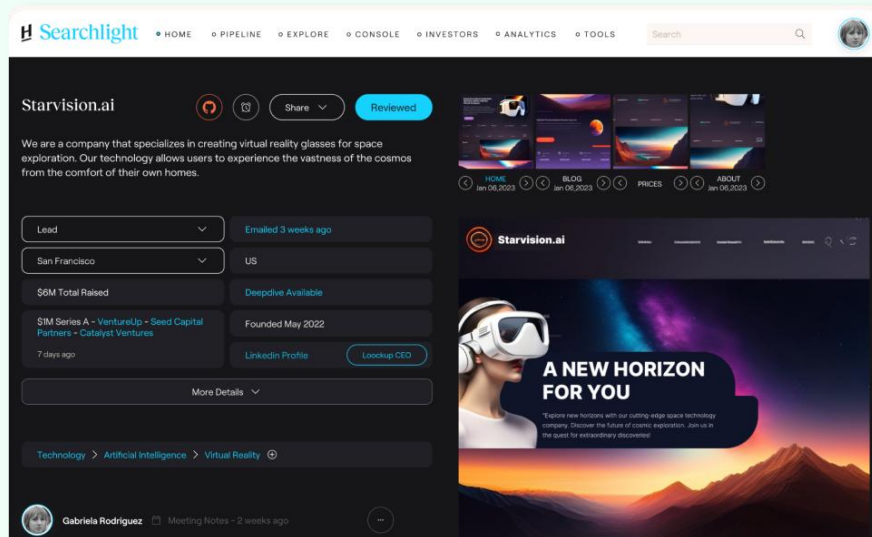 H Searchlight
HOME
PIPELINE
EXPLORE
CONSOLE
INVESTORS
ANALYTICS
TOOLS
Search
Starvision.ai
Share
Reviewed
We are a company that specializes in creating virtual reality glasses for space
exploration. Our technology allows users to experience the vastness of the cosmos
from the comfort of their own homes.
HOME
Jan 06,2023
BLOG
Jan 06,2023
PRICES
ABOUT
Jan 06,2023
Lead
Emailed 3 weeks ago
San Francisco
US
$6M Total Raised
Deepdive Available
$1M Series A - VentureUp - Seed Capital
Partners - Catalyst Ventures
7 days ago
Founded May 2022
Linkedin Profile
Loockup CEO
More Details
Technology > Artificial Intelligence > Virtual Reality
Gabriela Rodriguez
Meeting Notes - 2 weeks ago
Starvision.ai
A NEW HORIZON
FOR YOU
"Explore new horizons with our cutting-edge space technology
company. Discover the future of cosmic exploration. Join us in
the quest for extraordinary discoveries!